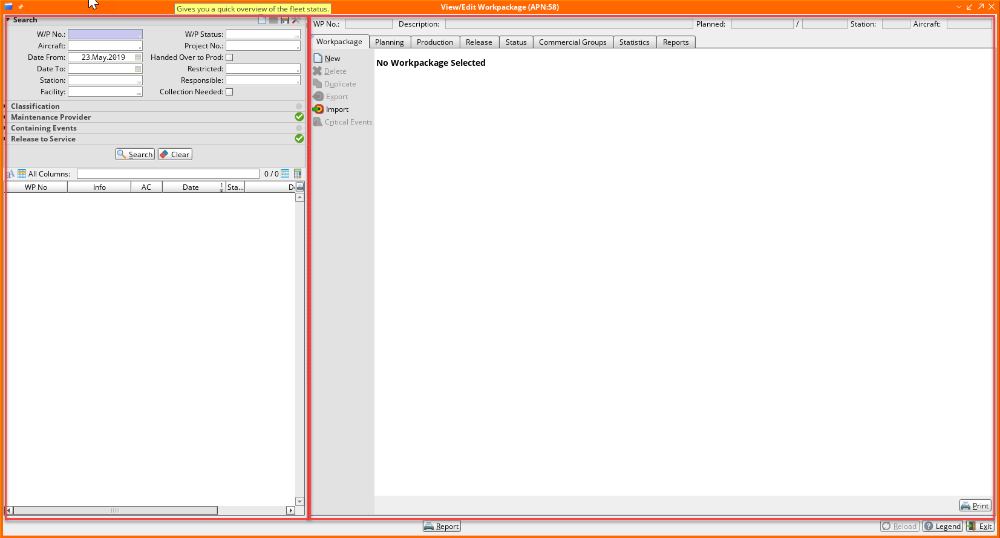 Gives you a quick overview of the fleet status.
View/Edit Workpackage (APN:58)
Search
W/P No.:
W/P Status:
Aircraft:
Project No.:
Date From: 23.May.2019
Handed Over to Prod:
Date To:
Restricted:
Station:
Responsible:
Facility:
Collection Needed:
Classification
Maintenance Provider
Containing Events
Release to Service
Search
Clear
All Columns:
0 / 0
WP No
Info
AC
Date
1
Sta...
WP No.:
Description:
Planned:
/
Station:
Aircraft:
Workpackage
Planning
Production
Release
Status
Commercial Groups
Statistics
Reports
New
Delete
Duplicate
Export
Import
Critical Events
No Workpackage Selected
Print
Report
Reload
Legend
Exit